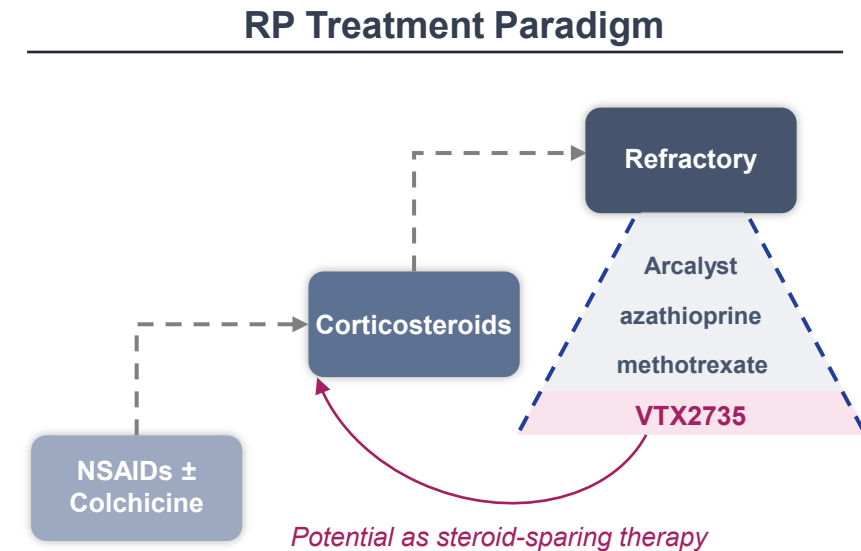 RP Treatment Paradigm
Refractory
Arcalyst
azathioprine
methotrexate
VTX2735
Corticosteroids
NSAIDs ±
Colchicine
Potential as steroid-sparing therapy